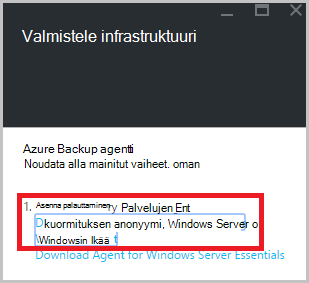 Valmistele infrastruktuuri
Azure Backup agentti
Noudata alla mainitut vaiheet. oman
1. Asenna palauttaminen ry Palvelujen Ent
Dkuormituksen anonyymi, Windows Server o
Windowsin Ikää t
Download Agent for Windows Server Essentials